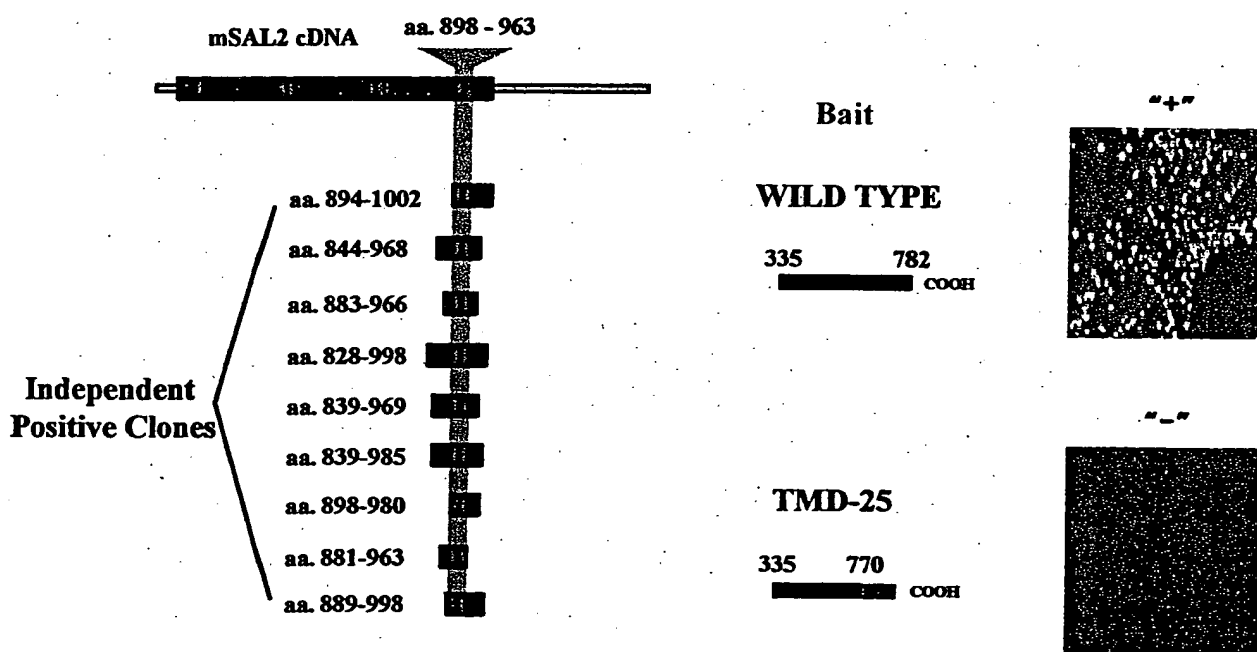 mSAL2 cDNA
aa. 898 - 963
aa. 894-1002
aa. 844-968
aa. 883-966
aa. 828-998
aa. 839-969
aa. 839-985
aa. 898-980
aa. 881-963
aa. 889-998
Independent
Positive Clones
Bait
WILD TYPE
335 782
COOH
"+"
TMD-25
335 770
COOH
"–"